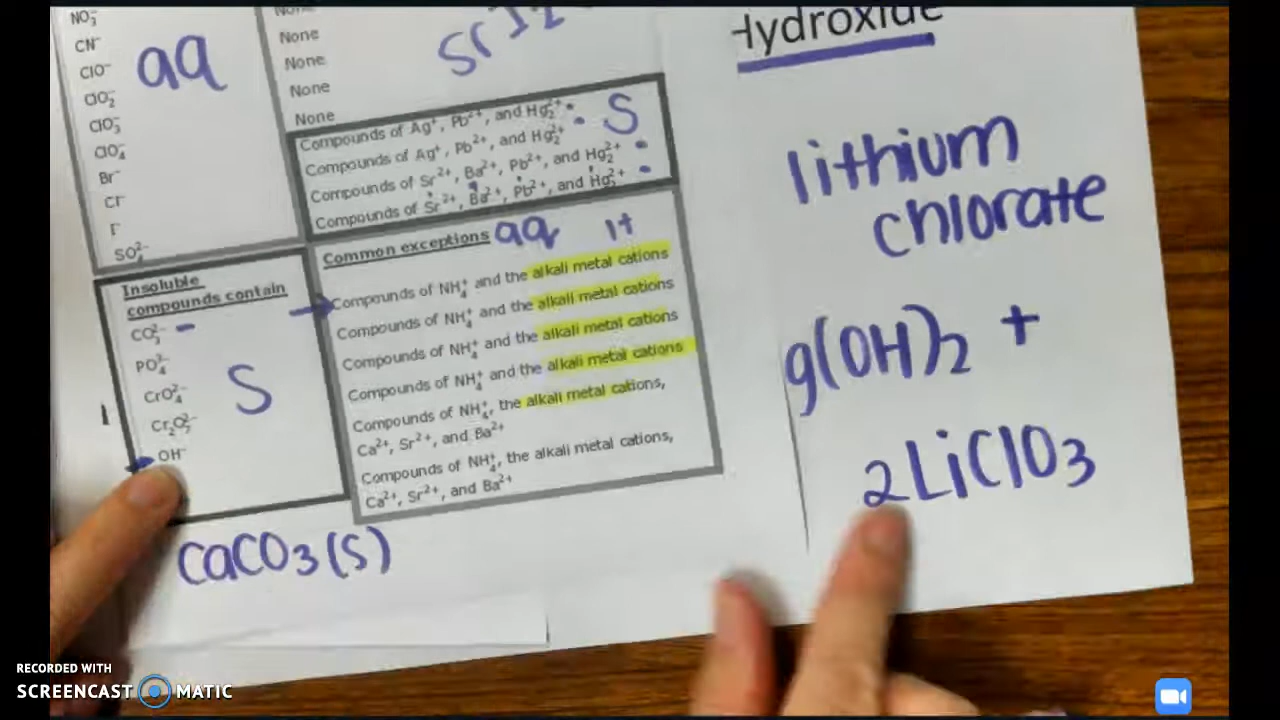 NO₃⁻
CN⁻
ClO⁻
ClO₂⁻
ClO₃⁻
ClO₄⁻
Br⁻
Cl⁻
I⁻
SO₄²⁻
aq
None
None
None
None
None
SrI₂
Compounds of Ag⁺, Pb²⁺, and Hg₂²⁺
Compounds of Ag⁺, Pb²⁺, and Hg₂²⁺
Compounds of Sr²⁺, Ba²⁺, Pb²⁺, and Hg₂²⁺
Compounds of Sr²⁺, Ba²⁺, Pb²⁺, and Hg₂²⁺
S
Insoluble
compounds contain
CO₃²⁻
PO₄³⁻
CrO₄²⁻
Cr₂O₇²⁻
OH⁻
S
Common exceptions aq 1+
Compounds of NH₄⁺ and the alkali metal cations
Compounds of NH₄⁺ and the alkali metal cations
Compounds of NH₄⁺ and the alkali metal cations
Compounds of NH₄⁺ and the alkali metal cations
Compounds of NH₄⁺, the alkali metal cations,
Ca²⁺, Sr²⁺, and Ba²⁺
Compounds of NH₄⁺, the alkali metal cations,
Ca²⁺, Sr²⁺, and Ba²⁺
CaCO₃(s)
Hydroxide
lithium
chlorate
g(OH)₂ +
2LiClO₃
RECORDED WITH
SCREENCAST MATIC